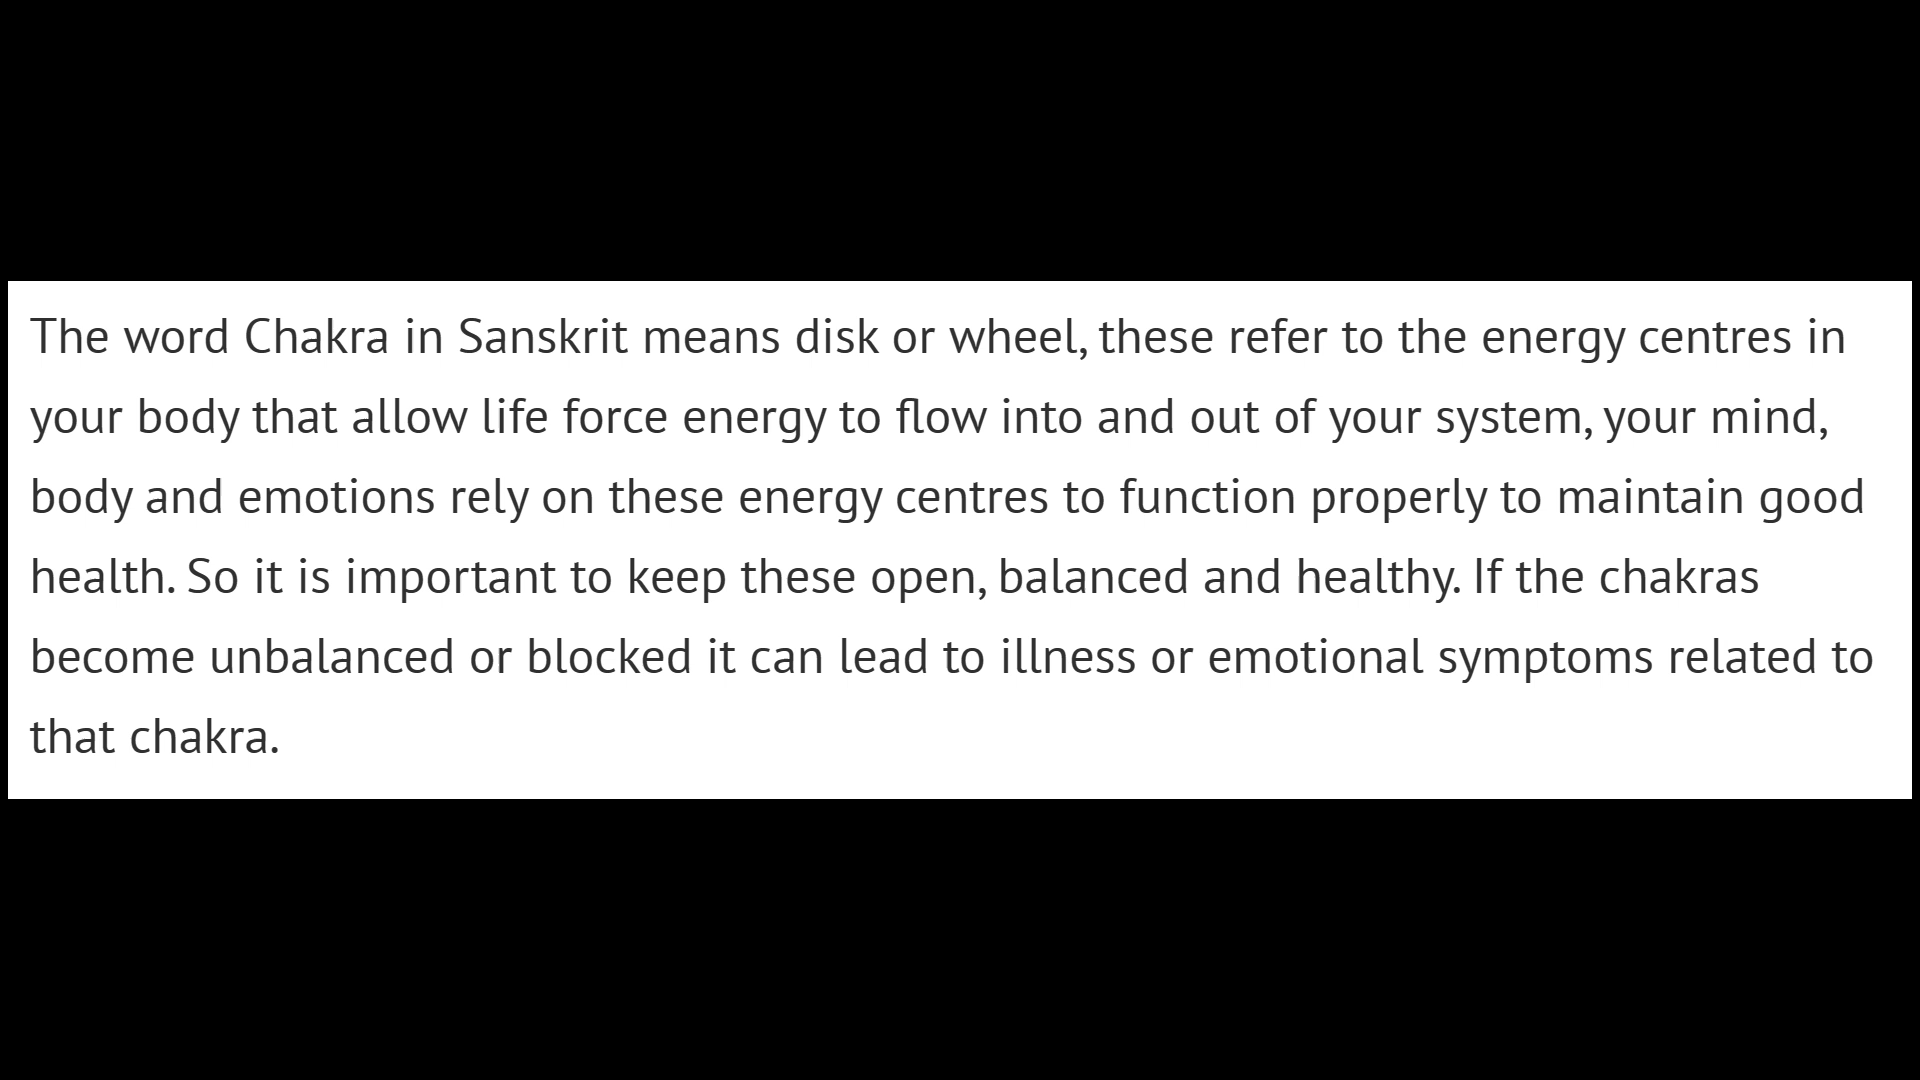 The word Chakra in Sanskrit means disk or wheel, these refer to the energy centres in
your body that allow life force energy to flow into and out of your system, your mind,
body and emotions rely on these energy centres to function properly to maintain good
health. So it is important to keep these open, balanced and healthy. If the chakras
become unbalanced or blocked it can lead to illness or emotional symptoms related to
that chakra.